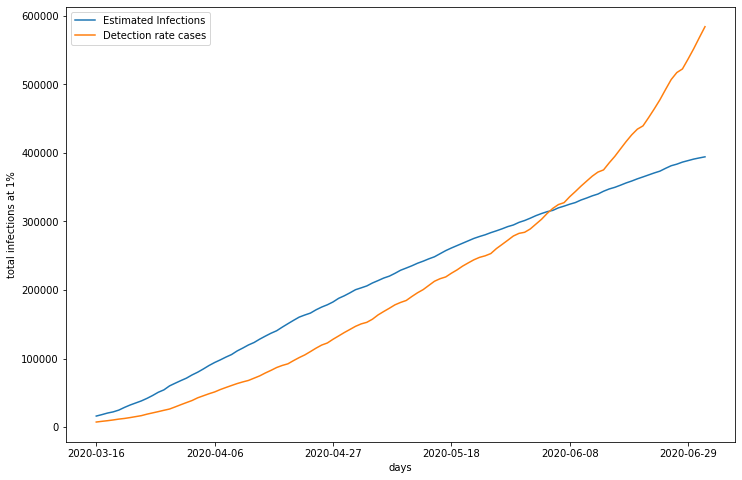 Estimated Infections
Detection rate cases
600000
500000
400000
300000
200000
100000
0
total infections at 1%
2020-03-16 2020-04-06 2020-04-27 2020-05-18 2020-06-08 2020-06-29
days